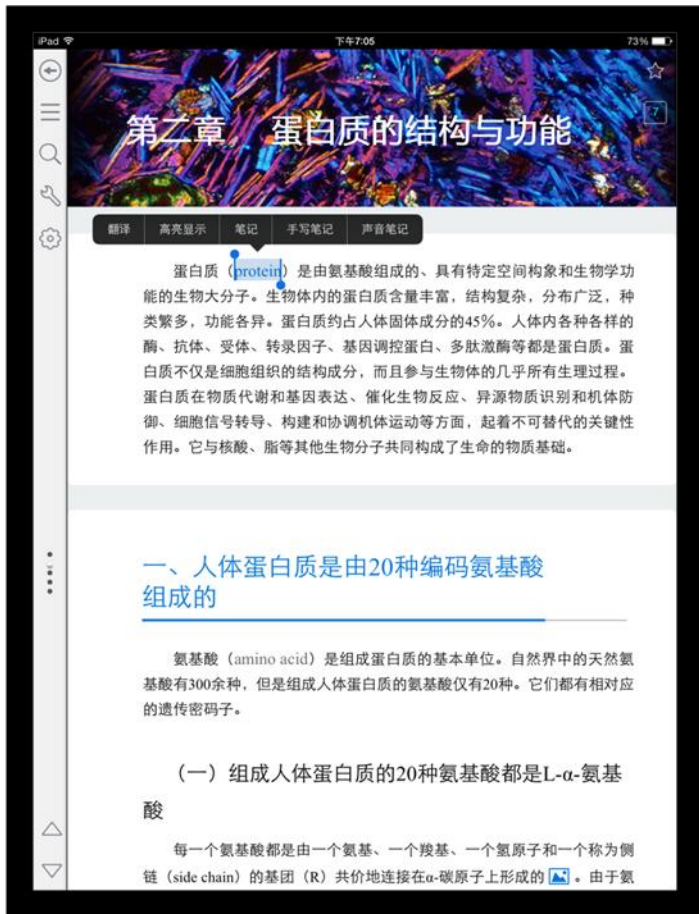 iPad 下午7:05 73%
第二章 蛋白质的结构与功能
7
翻译 高亮显示 笔记 手写笔记 声音笔记
蛋白质（protein）是由氨基酸组成的、具有特定空间构象和生物学功
能的生物大分子。生物体内的蛋白质含量丰富，结构复杂，分布广泛，种
类繁多，功能各异。蛋白质约占人体固体成分的45%。人体内各种各样的
酶、抗体、受体、转录因子、基因调控蛋白、多肽激酶等都是蛋白质。蛋
白质不仅是细胞组织的结构成分，而且参与生物体的几乎所有生理过程。
蛋白质在物质代谢和基因表达、催化生物反应、异源物质识别和机体防
御、细胞信号转导、构建和协调机体运动等方面，起着不可替代的关键性
作用。它与核酸、脂等其他生物分子共同构成了生命的物质基础。
一、人体蛋白质是由20种编码氨基酸
组成的
氨基酸（amino acid）是组成蛋白质的基本单位。自然界中的天然氨
基酸有300余种，但是组成人体蛋白质的氨基酸仅有20种。它们都有相对应
的遗传密码子。
（一）组成人体蛋白质的20种氨基酸都是L-α-氨基
酸
每一个氨基酸都是由一个氨基、一个羧基、一个氢原子和一个称为侧
链（side chain）的基团（R）共价地连接在α-碳原子上形成的 。由于氨